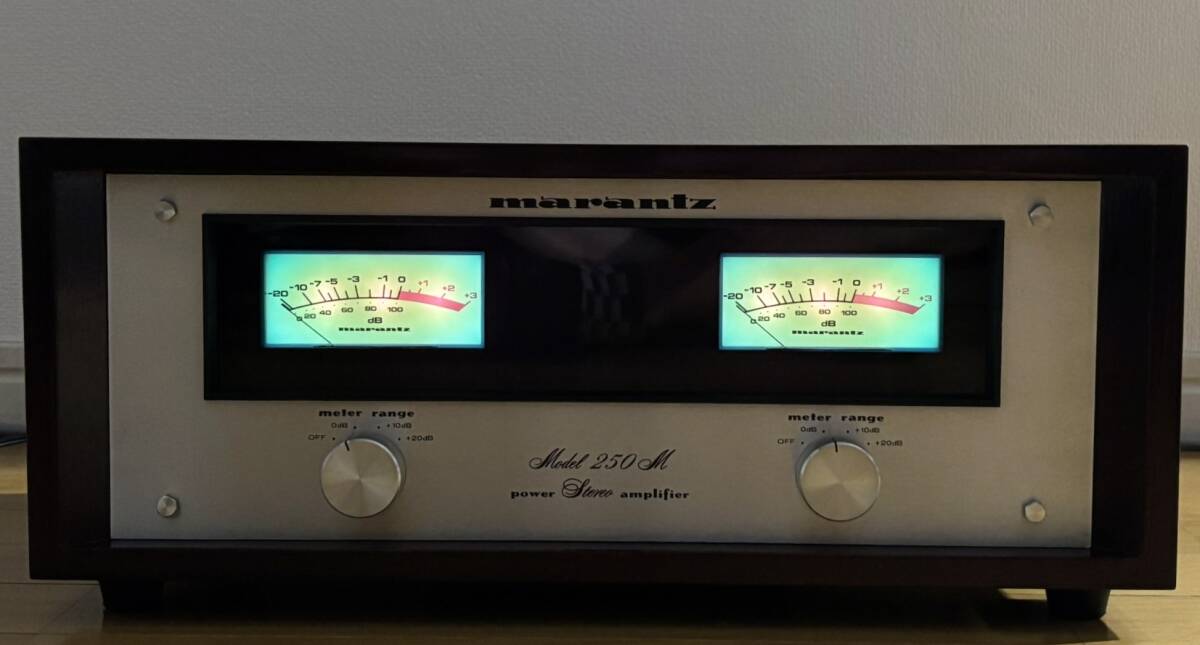 marantz
-20 -10 -7 -5 -3 -1 0 +1 +2 +3
0 20 40 60 80 100
dB
marantz
-20 -10 -7 -5 -3 -1 0 +1 +2 +3
0 20 40 60 80 100
dB
marantz
meter range
0dB +10dB
OFF +20dB
meter range
0dB +10dB
OFF +20dB
Model 250 M
power Stereo amplifier